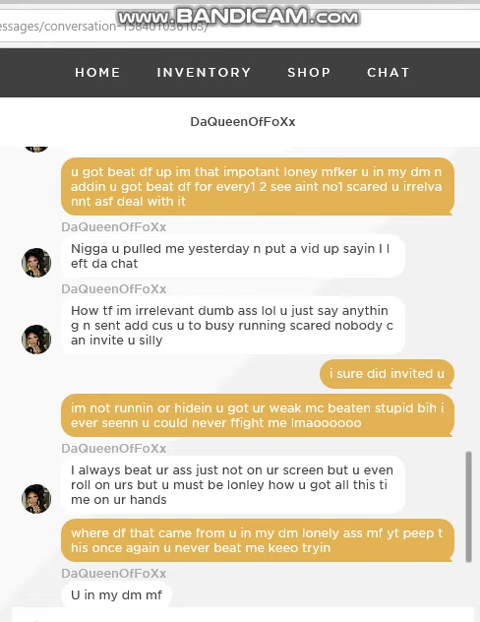 www.BANDICAM.com
essages/conversation-158401036103/
HOME INVENTORY SHOP CHAT
DaQueenOfFoXx
u got beat df up im that impotant loney mfker u in my dm n
addin u got beat df for every1 2 see aint no1 scared u irrelva
nnt asf deal with it
DaQueenOfFoXx
Nigga u pulled me yesterday n put a vid up sayin I l
eft da chat
DaQueenOfFoXx
How tf im irrelevant dumb ass lol u just say anythin
g n sent add cus u to busy running scared nobody c
an invite u silly
i sure did invited u
im not runnin or hidein u got ur weak mc beaten stupid bih i
ever seenn u could never ffight me lmaoooooo
DaQueenOfFoXx
I always beat ur ass just not on ur screen but u even
roll on urs but u must be lonley how u got all this ti
me on ur hands
where df that came from u in my dm lonely ass mf yt peep t
his once again u never beat me keeo tryin
DaQueenOfFoXx
U in my dm mf